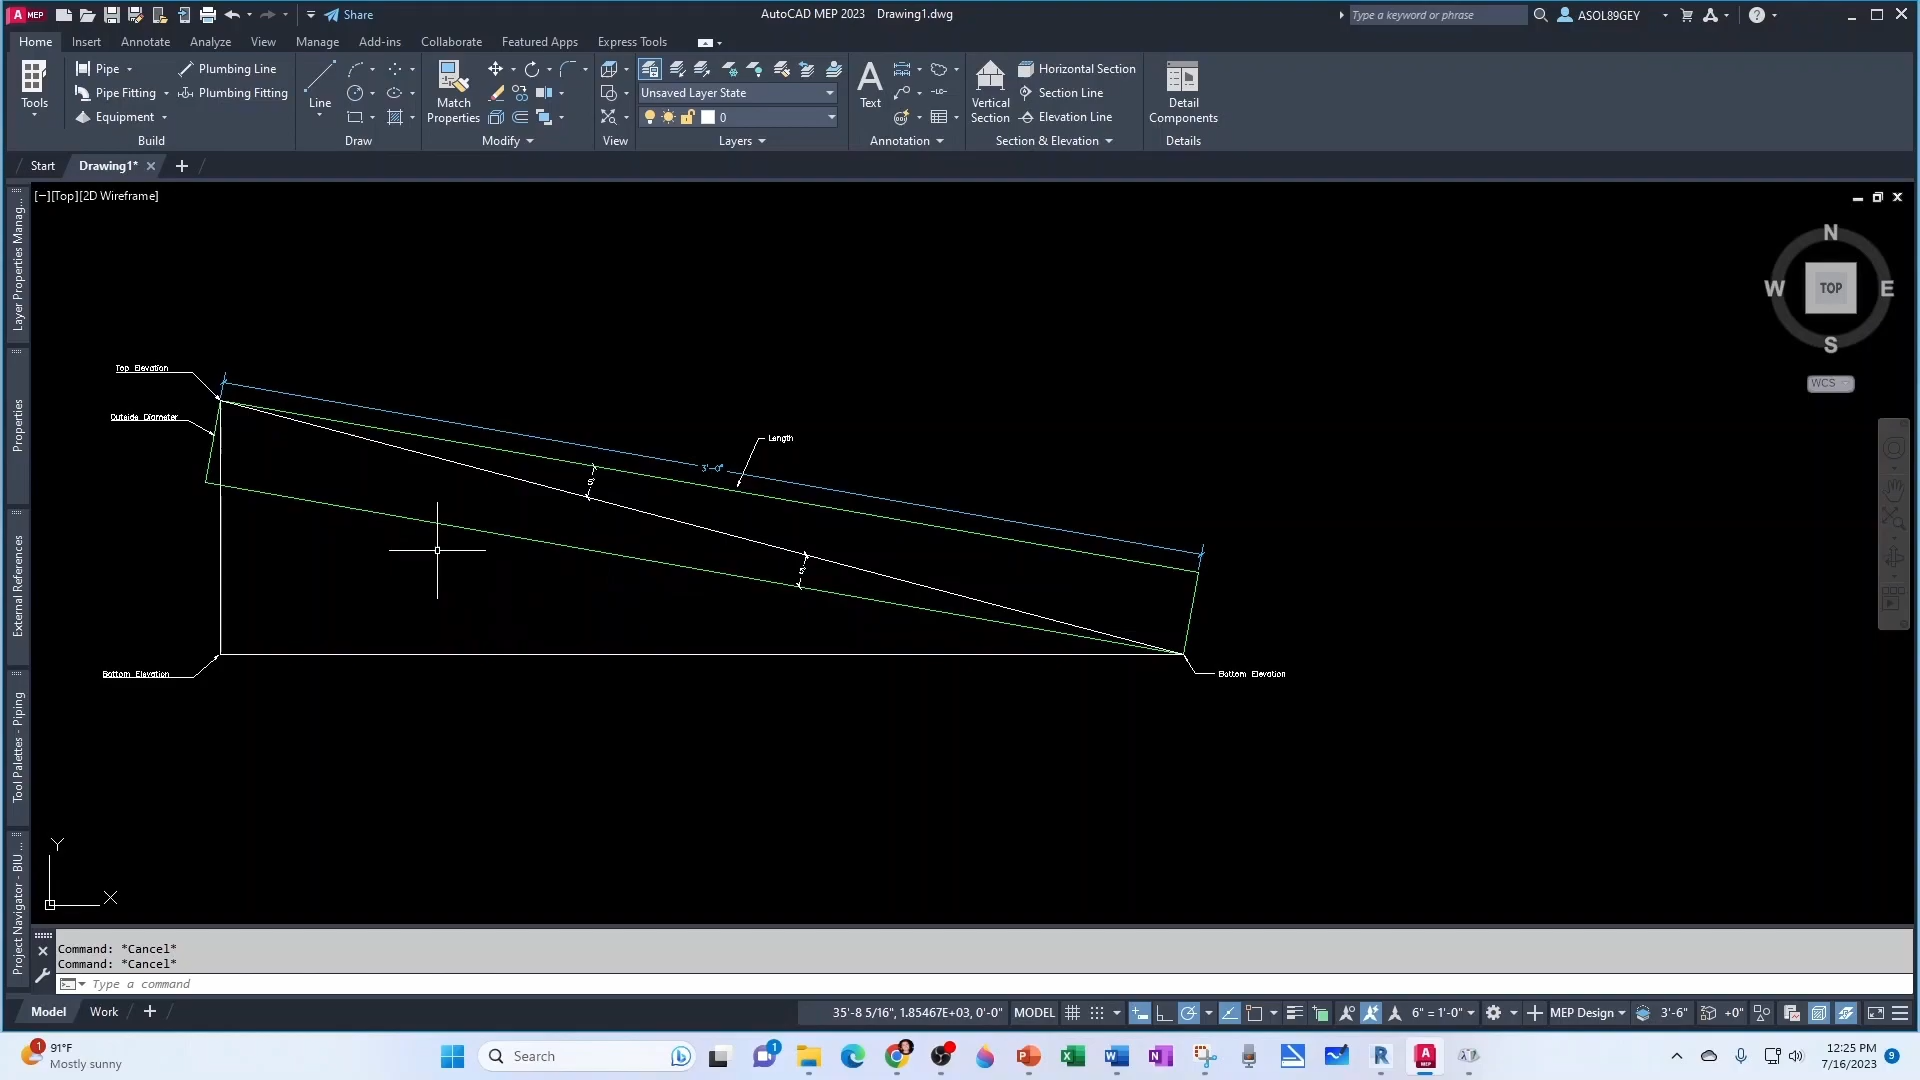 A MEP
Share
AutoCAD MEP 2023 Drawing1.dwg
Type a keyword or phrase
ASOL89GEY
Home Insert Annotate Analyze View Manage Add-ins Collaborate Featured Apps Express Tools
Tools
Pipe
Plumbing Line
Pipe Fitting
Plumbing Fitting
Equipment
Build
Line
Draw
Match
Properties
Modify
View
Unsaved Layer State
0
Layers
Text
Annotation
Vertical
Section
Horizontal Section
Section Line
Elevation Line
Section & Elevation
Detail
Components
Details
Start
Drawing1*
[−][Top][2D Wireframe]
Layer Properties Manag...
Properties
External References
Tool Palettes - Piping
Project Navigator - BIU ...
N
W
TOP
E
S
WCS
Top Elevation
Outside Diameter
Length
3'-0"
Bottom Elevation
Bottom Elevation
Y
X
Command: *Cancel*
Command: *Cancel*
Type a command
Model
Work
35'-8 5/16", 1.85467E+03, 0'-0"
MODEL
6" = 1'-0"
MEP Design
3'-6"
+0"
1
91°F
Mostly sunny
Search
1
12:25 PM
7/16/2023
9